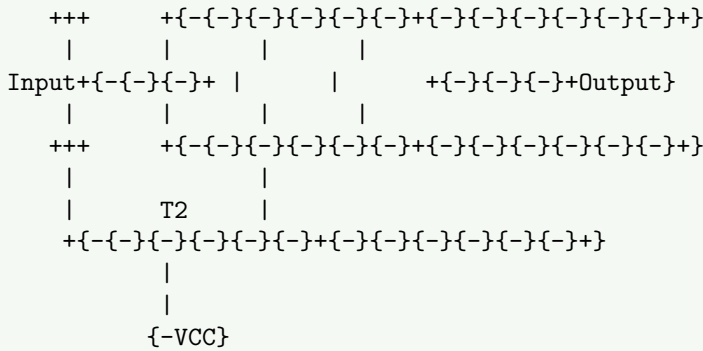 +++      +{-{-}{-}{-}{-}{-}+{-}{-}{-}{-}{-}{-}+}
|        |        |        |
Input+{-{-}{-}+ |        |        +{-}{-}{-}+Output}
|        |        |        |
+++      +{-{-}{-}{-}{-}{-}+{-}{-}{-}{-}{-}{-}+}
|                 |
|        T2       |
+{-{-}{-}{-}{-}{-}+{-}{-}{-}{-}{-}{-}+}
|
|
{-VCC}